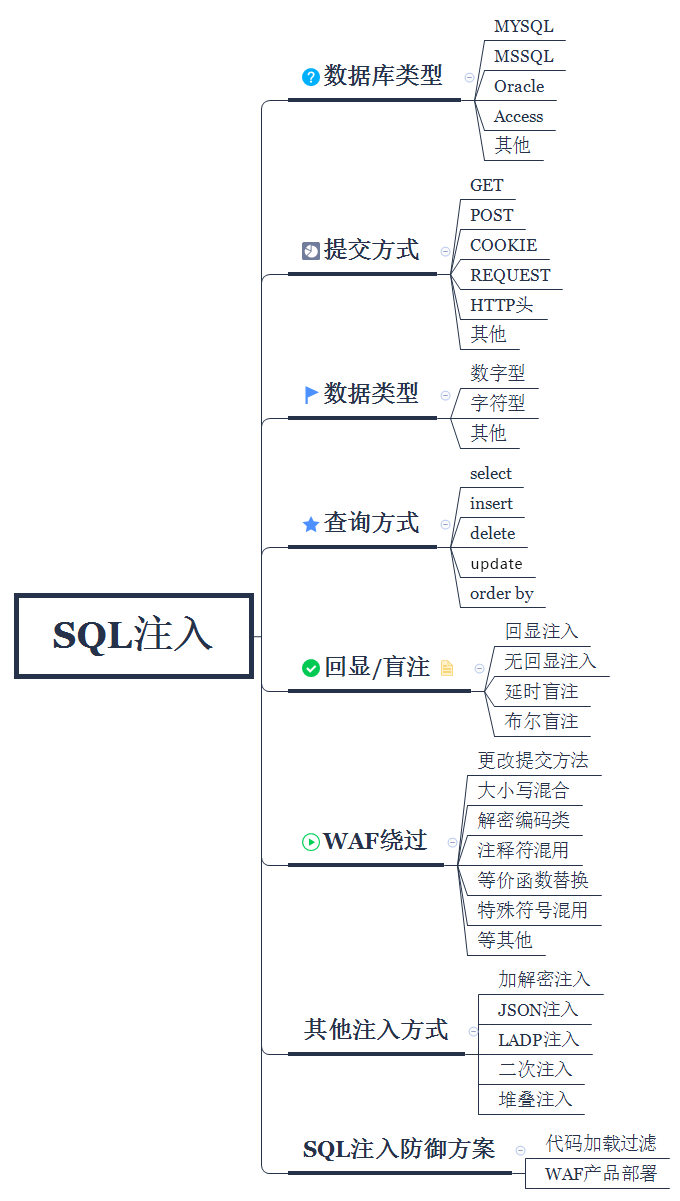 SQL注入
数据库类型
MYSQL
MSSQL
Oracle
Access
其他
提交方式
GET
POST
COOKIE
REQUEST
HTTP头
其他
数据类型
数字型
字符型
其他
查询方式
select
insert
delete
update
order by
回显/盲注
回显注入
无回显注入
延时盲注
布尔盲注
WAF绕过
更改提交方法
大小写混合
解密编码类
注释符混用
等价函数替换
特殊符号混用
等其他
其他注入方式
加解密注入
JSON注入
LADP注入
二次注入
堆叠注入
SQL注入防御方案
代码加载过滤
WAF产品部署